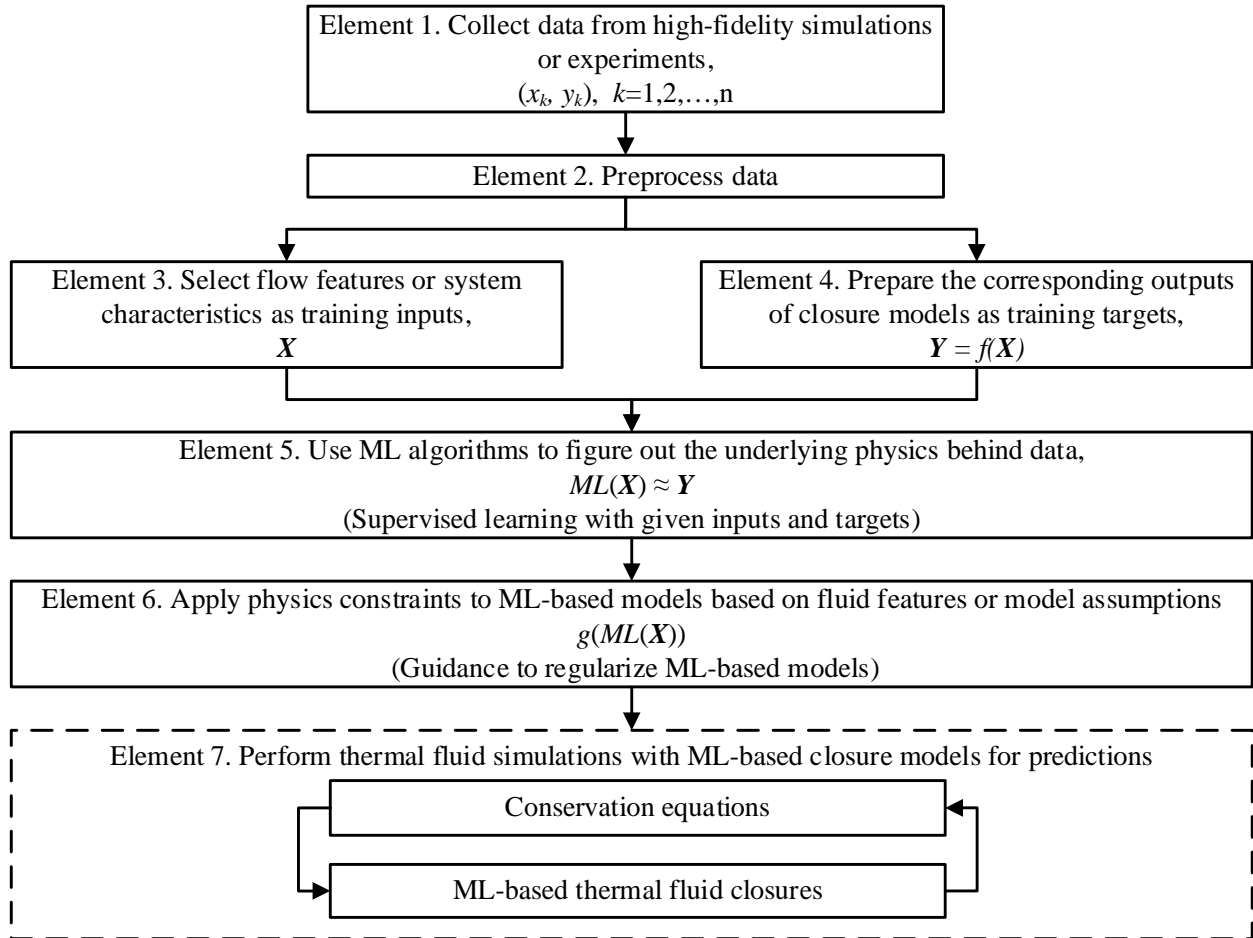 Element 1. Collect data from high-fidelity simulations
or experiments,
(xₖ, yₖ), k=1,2,…,n
Element 2. Preprocess data
Element 3. Select flow features or system
characteristics as training inputs,
X
Element 4. Prepare the corresponding outputs
of closure models as training targets,
Y = f(X)
Element 5. Use ML algorithms to figure out the underlying physics behind data,
ML(X) ≈ Y
(Supervised learning with given inputs and targets)
Element 6. Apply physics constraints to ML-based models based on fluid features or model assumptions
g(ML(X))
(Guidance to regularize ML-based models)
Element 7. Perform thermal fluid simulations with ML-based closure models for predictions
Conservation equations
ML-based thermal fluid closures